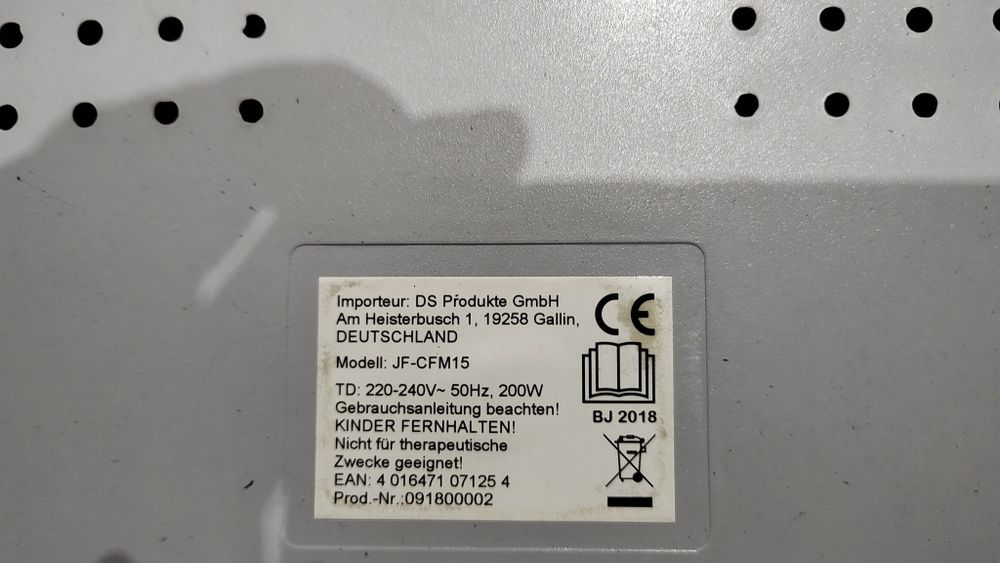 Importeur: DS Produkte GmbH
Am Heisterbusch 1, 19258 Gallin,
DEUTSCHLAND
Modell: JF-CFM15
TD: 220-240V~ 50Hz, 200W
Gebrauchsanleitung beachten!
KINDER FERNHALTEN!
Nicht für therapeutische
Zwecke geeignet!
EAN: 4 016471 07125 4
Prod.-Nr.:091800002
CE
BJ 2018